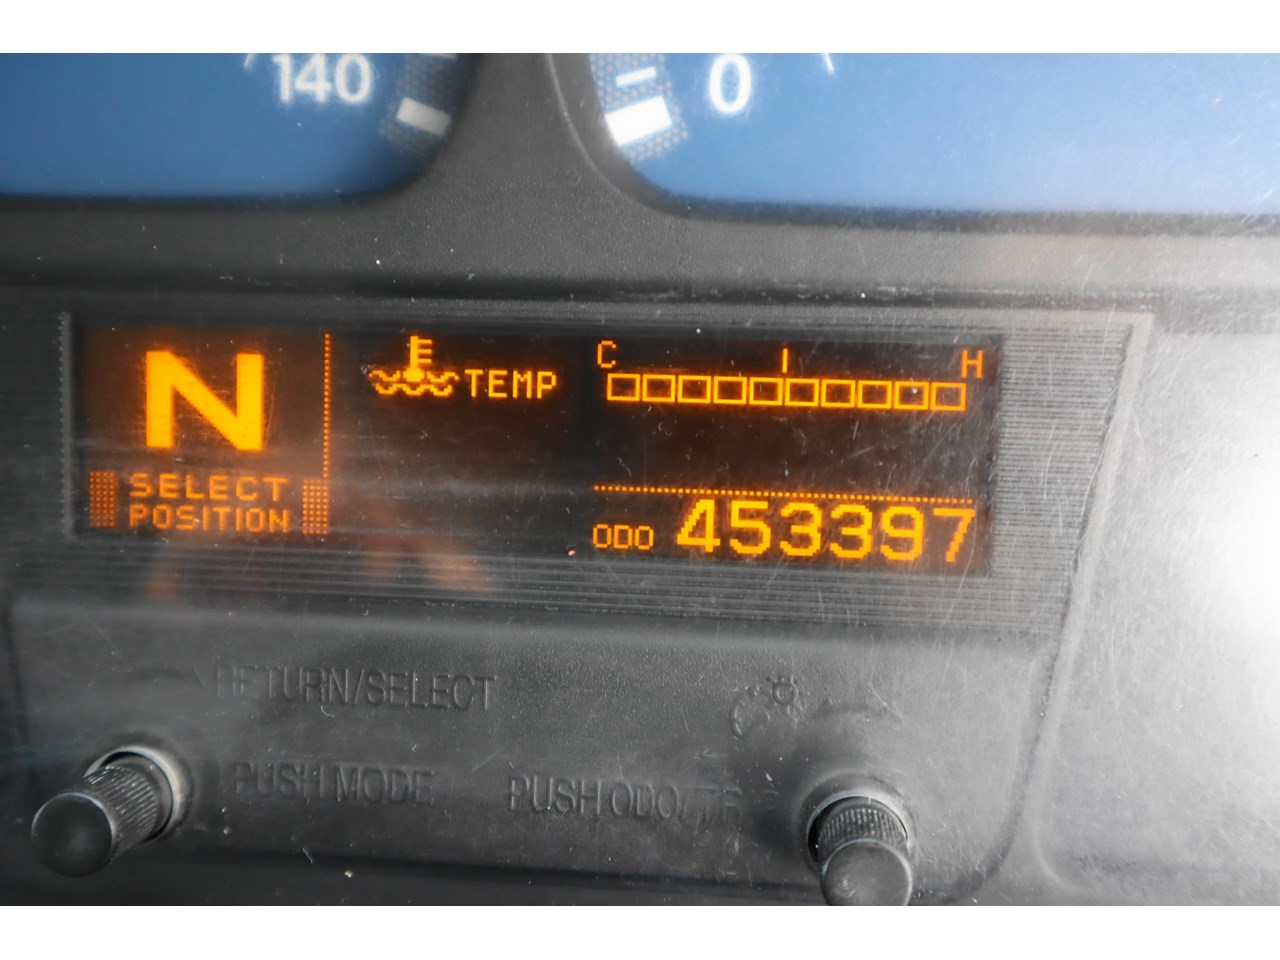 140
0
N
SELECT
POSITION
TEMP
C
H
ODO 453397
RETURN/SELECT
PUSH MODE
PUSH ODO/TR